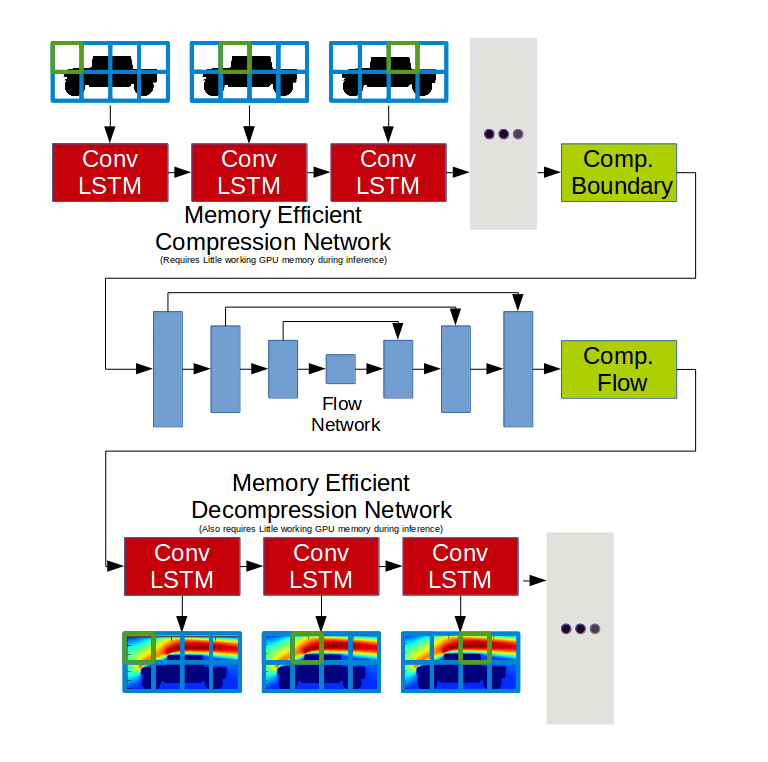 Conv
LSTM
Conv
LSTM
Conv
LSTM
Comp.
Boundary
Memory Efficient
Compression Network
(Requires Little working GPU memory during inference)
Comp.
Flow
Flow
Network
Memory Efficient
Decompression Network
(Also requires Little working GPU memory during inference)
Conv
LSTM
Conv
LSTM
Conv
LSTM